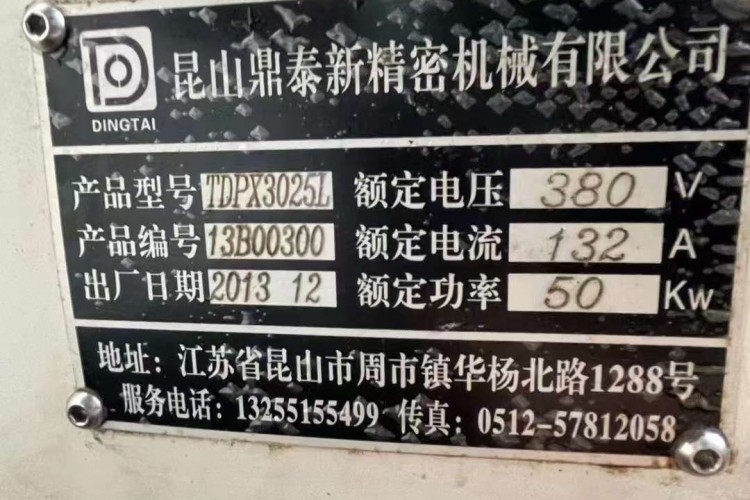 昆山鼎泰新精密机械有限公司
DINGTAI
产品型号 TDPX3025L 额定电压 380 V
产品编号 13B00300 额定电流 132 A
出厂日期 2013 12 额定功率 50 Kw
地址: 江苏省昆山市周市镇华杨北路1288号
服务电话: 13255155499 传真: 0512-57812058